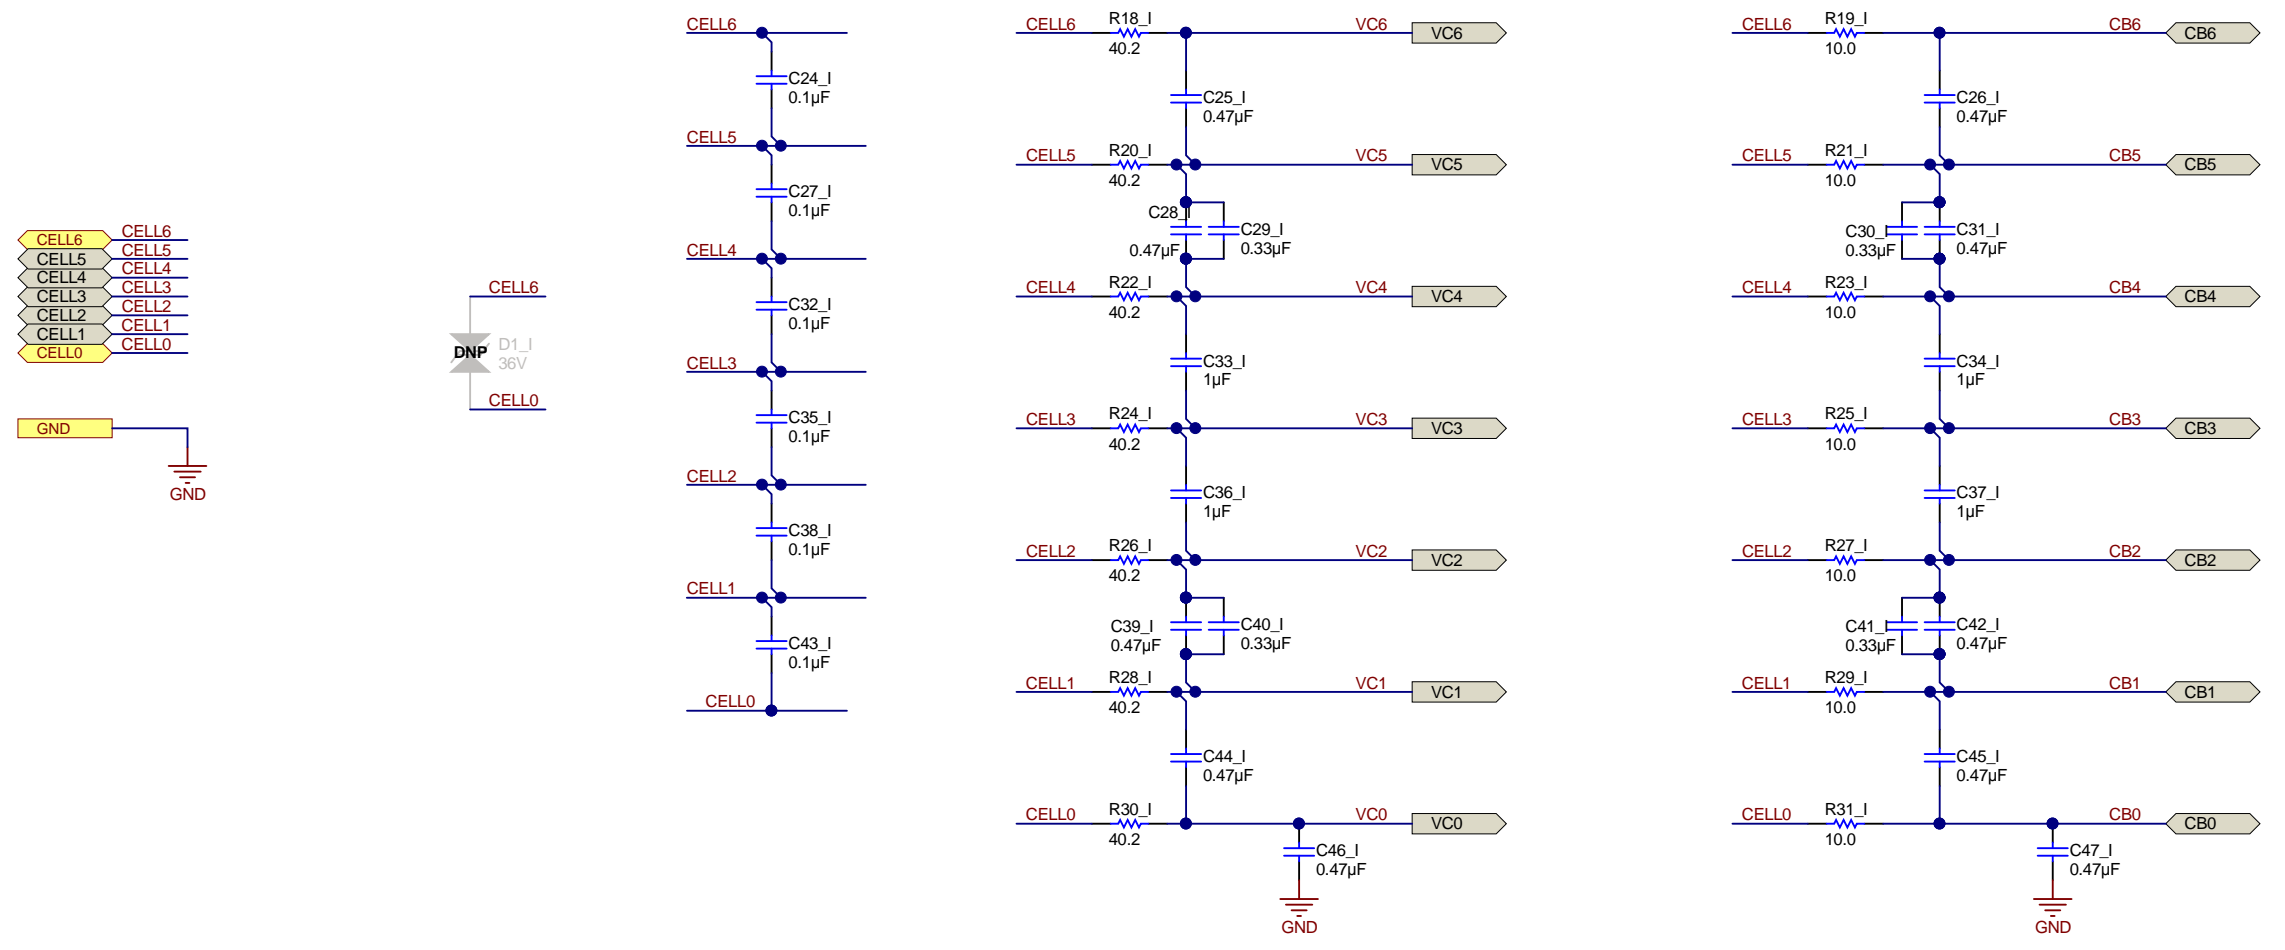 CELL6
CELL5
CELL4
CELL3
CELL2
CELL1
CELL0
CELL6
CELL5
CELL4
CELL3
CELL2
CELL1
CELL0
GND
GND
CELL6
DNP
D1_I
36V
CELL0
CELL6
C24_I
0.1µF
CELL5
C27_I
0.1µF
CELL4
C32_I
0.1µF
CELL3
C35_I
0.1µF
CELL2
C38_I
0.1µF
CELL1
C43_I
0.1µF
CELL0
CELL6
R18_I
40.2
VC6
VC6
C25_I
0.47µF
CELL5
R20_I
40.2
VC5
VC5
C28_I
0.47µF
C29_I
0.33µF
CELL4
R22_I
40.2
VC4
VC4
C33_I
1µF
CELL3
R24_I
40.2
VC3
VC3
C36_I
1µF
CELL2
R26_I
40.2
VC2
VC2
C39_I
0.47µF
C40_I
0.33µF
CELL1
R28_I
40.2
VC1
VC1
C44_I
0.47µF
CELL0
R30_I
40.2
VC0
VC0
C46_I
0.47µF
GND
CELL6
R19_I
10.0
CB6
CB6
C26_I
0.47µF
CELL5
R21_I
10.0
CB5
CB5
C30_I
0.33µF
C31_I
0.47µF
CELL4
R23_I
10.0
CB4
CB4
C34_I
1µF
CELL3
R25_I
10.0
CB3
CB3
C37_I
1µF
CELL2
R27_I
10.0
CB2
CB2
C41_I
0.33µF
C42_I
0.47µF
CELL1
R29_I
10.0
CB1
CB1
C45_I
0.47µF
CELL0
R31_I
10.0
CB0
CB0
C47_I
0.47µF
GND